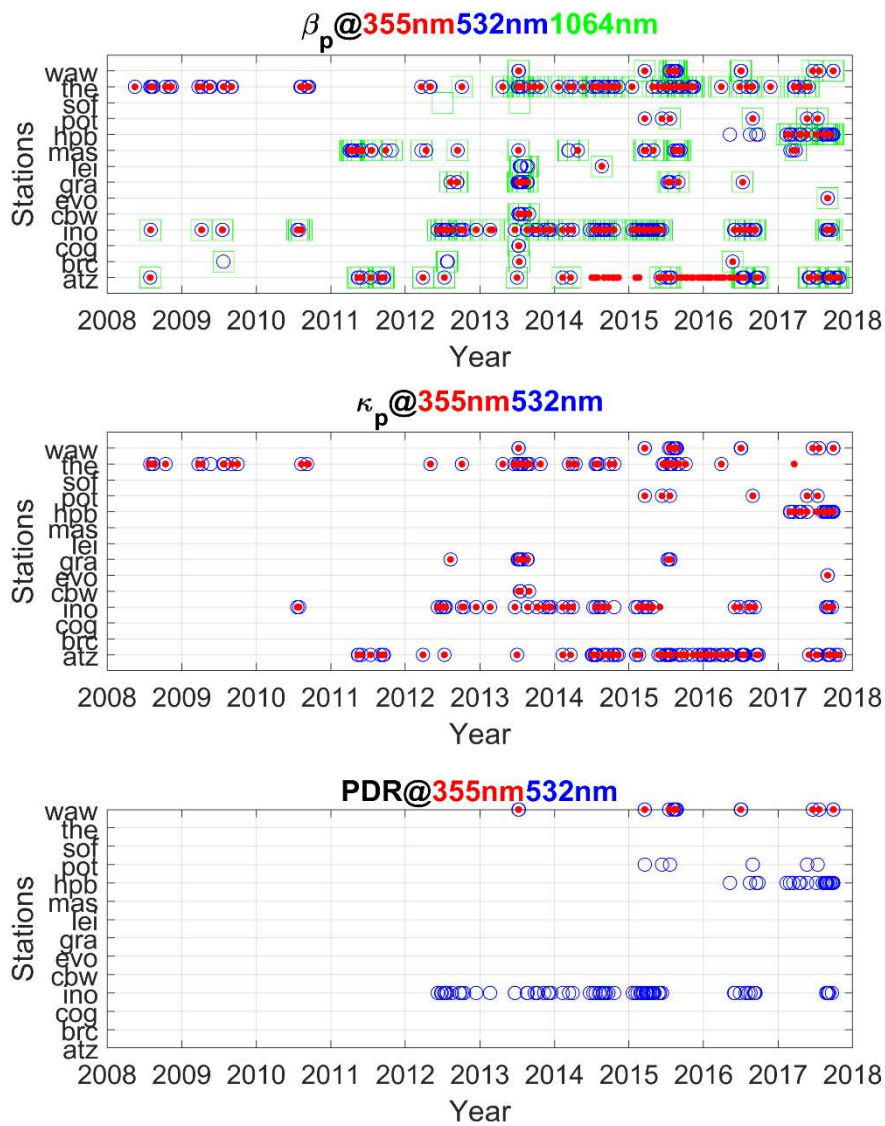 βp@355nm532nm1064nm
waw
the
sof
pot
hpb
mas
lei
gra
evo
cbw
ino
cog
brc
atz
Stations
2008 2009 2010 2011 2012 2013 2014 2015 2016 2017 2018
Year
κp@355nm532nm
waw
the
sof
pot
hpb
mas
lei
gra
evo
cbw
ino
cog
brc
atz
Stations
2008 2009 2010 2011 2012 2013 2014 2015 2016 2017 2018
Year
PDR@355nm532nm
waw
the
sof
pot
hpb
mas
lei
gra
evo
cbw
ino
cog
brc
atz
Stations
2008 2009 2010 2011 2012 2013 2014 2015 2016 2017 2018
Year